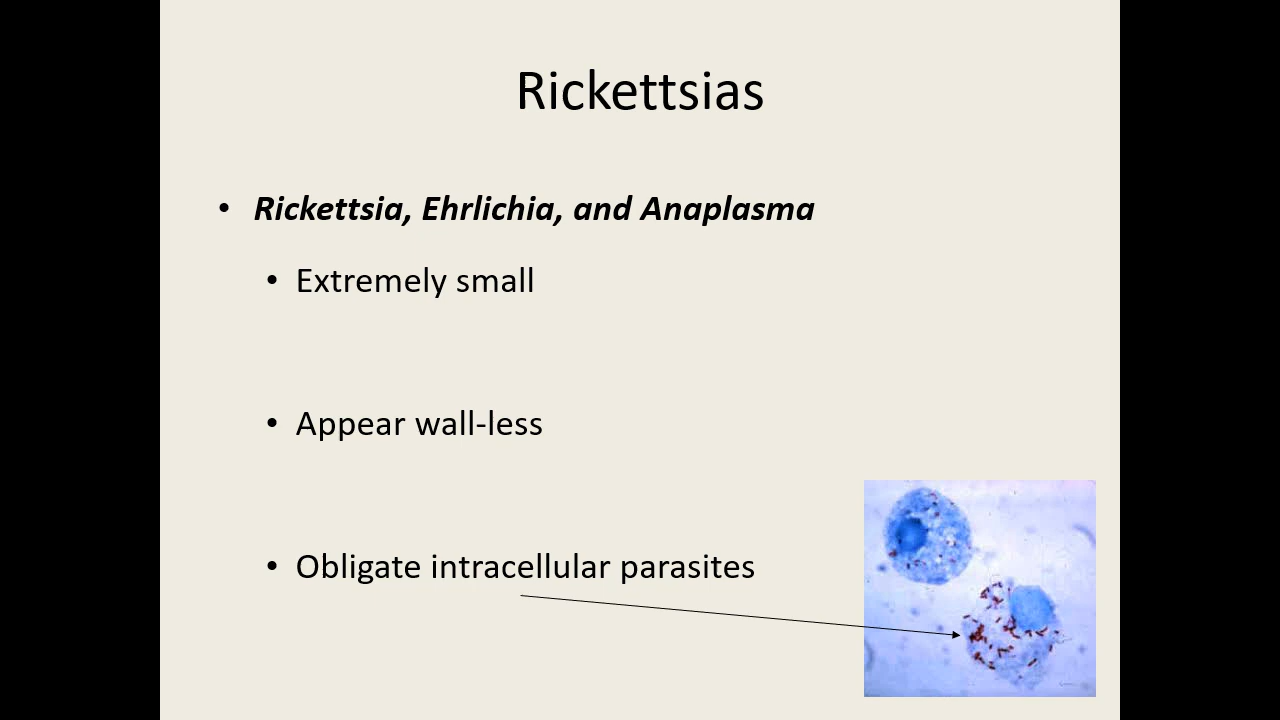 Rickettsias
• Rickettsia, Ehrlichia, and Anaplasma
• Extremely small
• Appear wall-less
• Obligate intracellular parasites